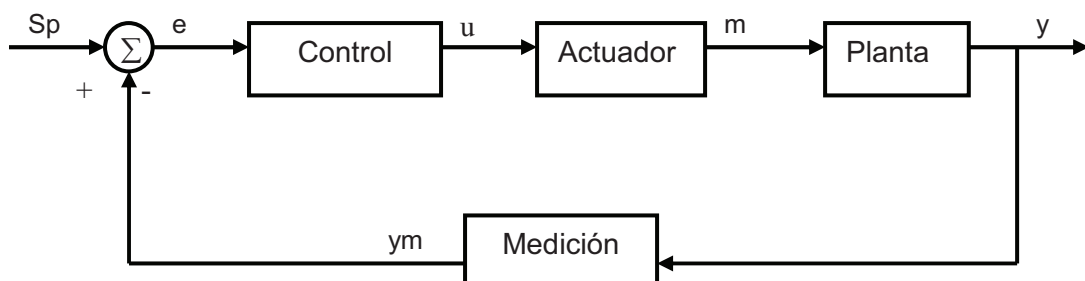 Sp
Σ
e
Control
u
Actuador
m
Planta
y
+
-
ym
Medición